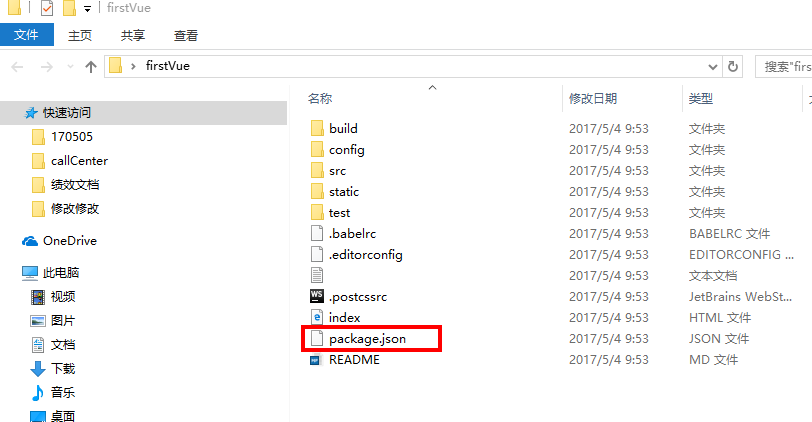 firstVue
文件 主页 共享 查看
firstVue 搜索"firs
名称 修改日期 类型
快速访问
170505
callCenter
绩效文档
修改修改
OneDrive
此电脑
视频
图片
文档
下载
音乐
桌面
build 2017/5/4 9:53 文件夹
config 2017/5/4 9:53 文件夹
src 2017/5/4 9:53 文件夹
static 2017/5/4 9:53 文件夹
test 2017/5/4 9:53 文件夹
.babelrc 2017/5/4 9:53 BABELRC 文件
.editorconfig 2017/5/4 9:53 EDITORCONFIG ...
2017/5/4 9:53 文本文档
WS .postcssrc 2017/5/4 9:53 JetBrains WebSt...
index 2017/5/4 9:53 HTML 文件
package.json 2017/5/4 9:53 JSON 文件
README 2017/5/4 9:53 MD 文件